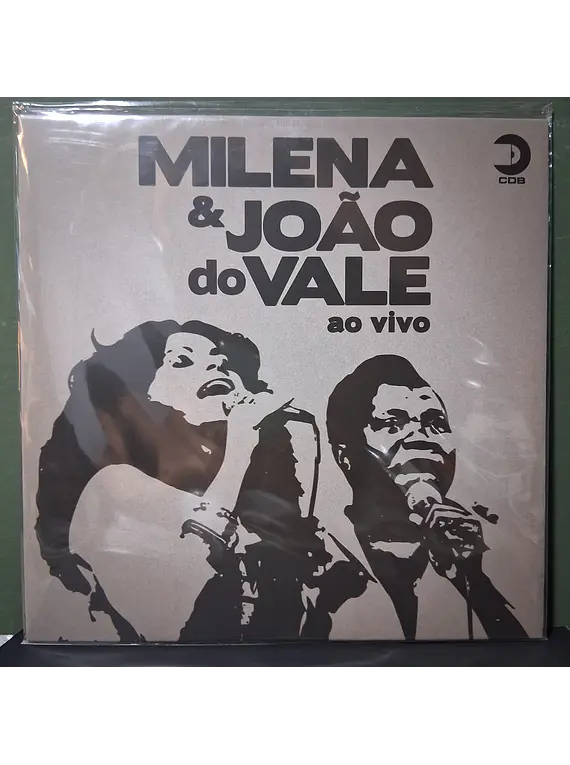 MILENA
& JOÃO
do VALE
ao vivo
CDB